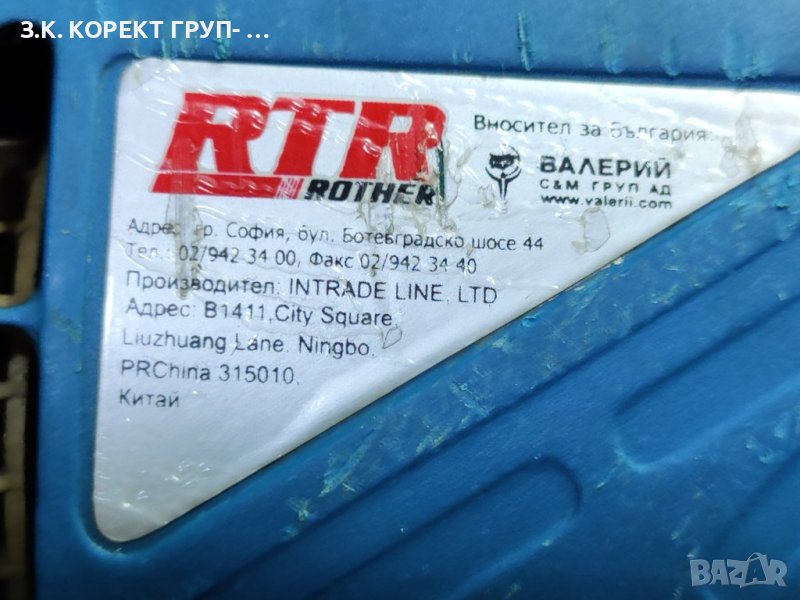 З.К. КОРЕКТ ГРУП- ...
RTR
ROTHER
Вносител за България:
ВАЛЕРИЙ
С&М ГРУП АД
www.valerii.com
Адрес: гр. София, бул. Ботевградско шосе 44
Тел.: 02/942 34 00, Факс 02/942 34 40
Производител: INTRADE LINE, LTD
Адрес: B1411,City Square
Liuzhuang Lane. Ningbo,
PRChina 315010,
Китай
BAZAR